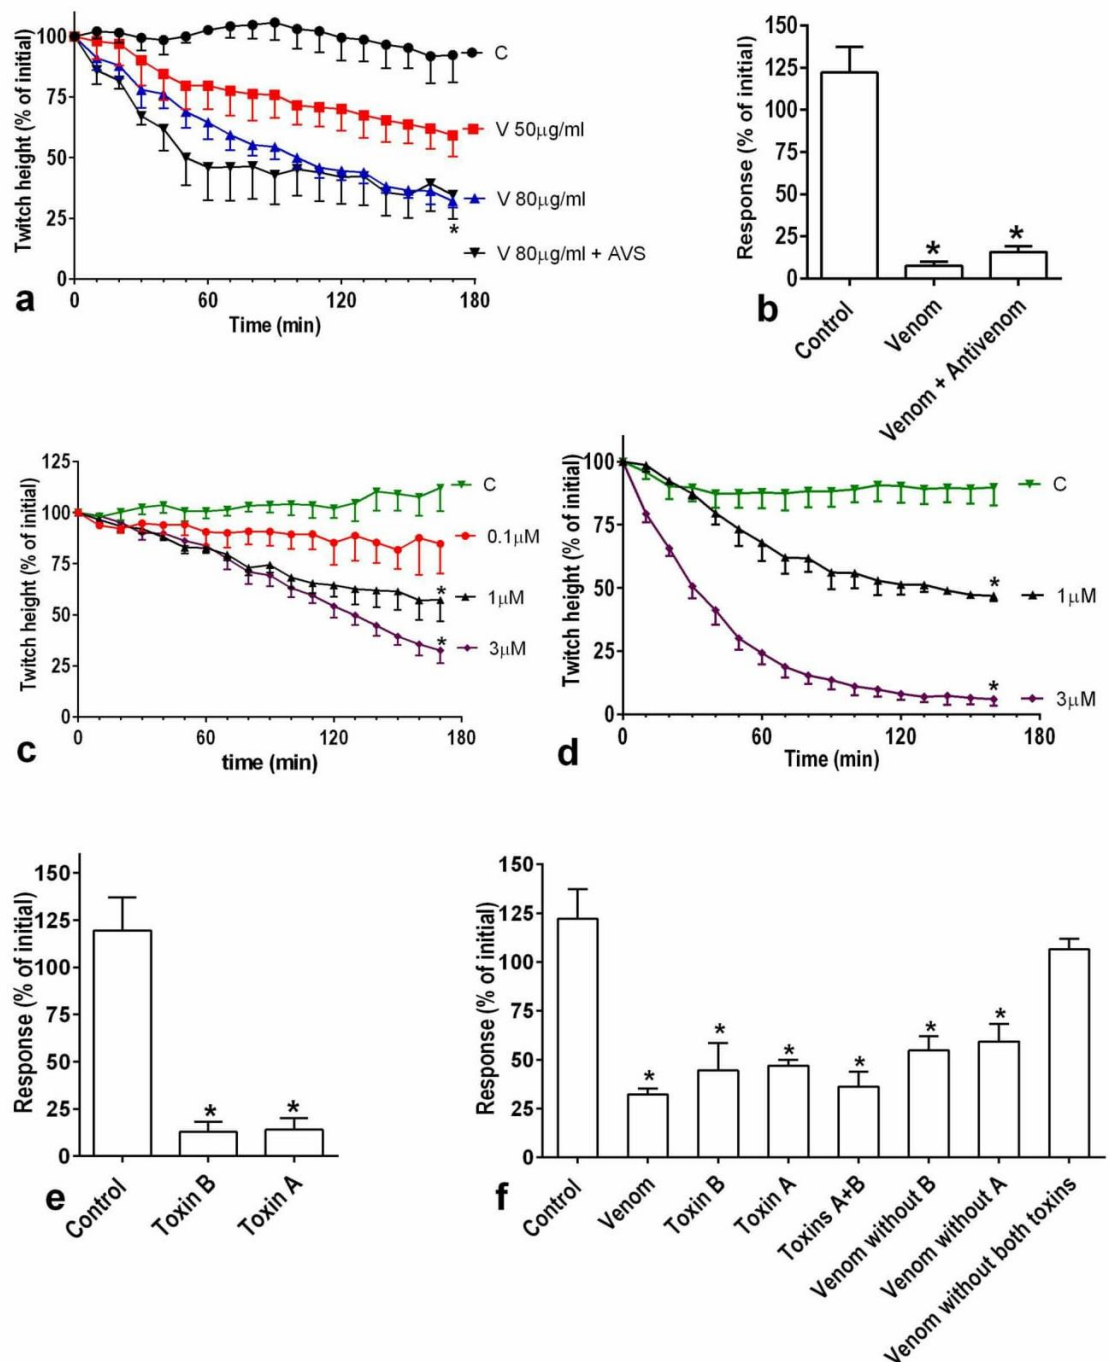 Twitch height (% of initial)
100
75
50
25
0
0 60 120 180
Time (min)
C
V 50µg/ml
V 80µg/ml
V 80µg/ml + AVS
*
a
Response (% of initial)
150
125
100
75
50
25
0
* *
Control
Venom
Venom + Antivenom
b
Twitch height (% of initial)
125
100
75
50
25
0
0 60 120 180
time (min)
C
0.1µM
1µM
3µM
*
*
c
Twitch height (% of initial)
100
75
50
25
0
0 60 120 180
Time (min)
C
1µM
3µM
*
*
d
Response (% of initial)
150
125
100
75
50
25
0
* *
Control
Toxin B
Toxin A
e
Response (% of initial)
150
125
100
75
50
25
0
* * * * * *
Control
Venom
Toxin B
Toxin A
Toxins A+B
Venom without B
Venom without A
Venom without both toxins
f